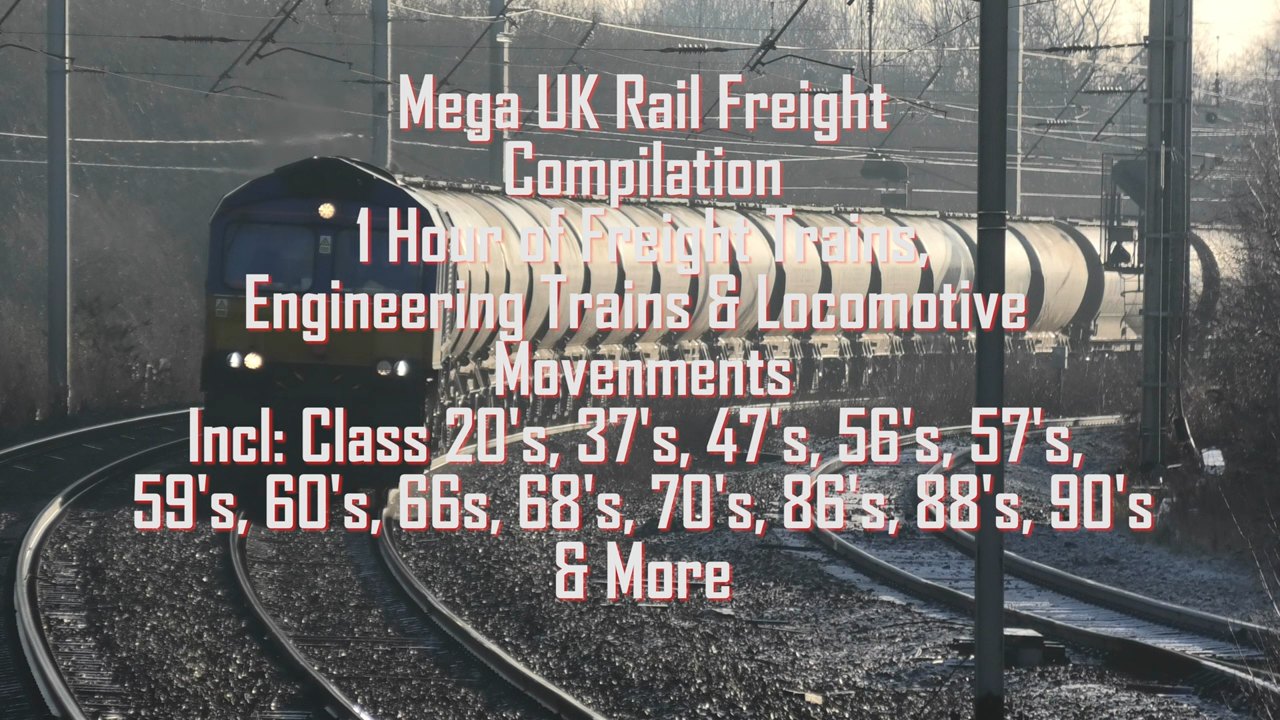 Mega UK Rail Freight
Compilation
1 Hour of Freight Trains,
Engineering Trains & Locomotive
Movenments
Incl: Class 20's, 37's, 47's, 56's, 57's,
59's, 60's, 66s, 68's, 70's, 86's, 88's, 90's
& More